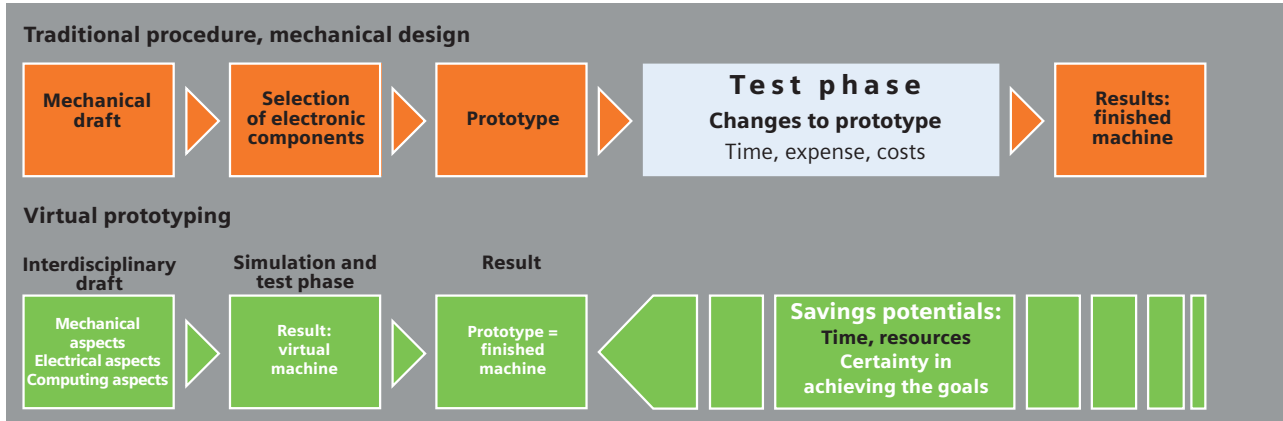 Traditional procedure, mechanical design
Mechanical
draft
Selection
of electronic
components
Prototype
Test phase
Changes to prototype
Time, expense, costs
Results:
finished
machine
Virtual prototyping
Interdisciplinary
draft
Mechanical
aspects
Electrical aspects
Computing aspects
Simulation and
test phase
Result:
virtual
machine
Result
Prototype =
finished
machine
Savings potentials:
Time, resources
Certainty in
achieving the goals